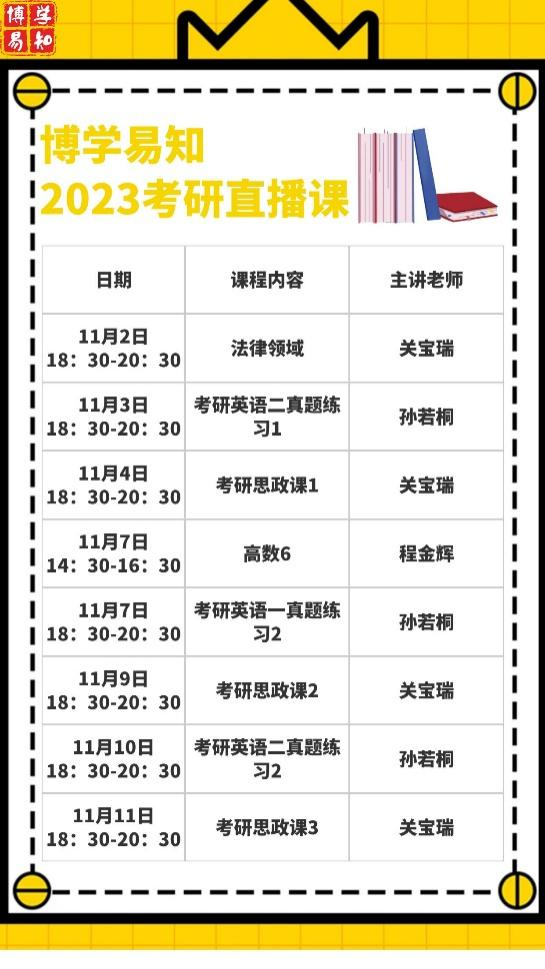 博学
易知
博学易知
2023考研直播课
日期 课程内容 主讲老师
11月2日
18：30-20：30
法律领域
关宝瑞
11月3日
18：30-20：30
考研英语二真题练
习1
孙若桐
11月4日
18：30-20：30
考研思政课1
关宝瑞
11月7日
14：30-16：30
高数6
程金辉
11月7日
18：30-20：30
考研英语一真题练
习2
孙若桐
11月9日
18：30-20：30
考研思政课2
关宝瑞
11月10日
18：30-20：30
考研英语二真题练
习2
孙若桐
11月11日
18：30-20：30
考研思政课3
关宝瑞